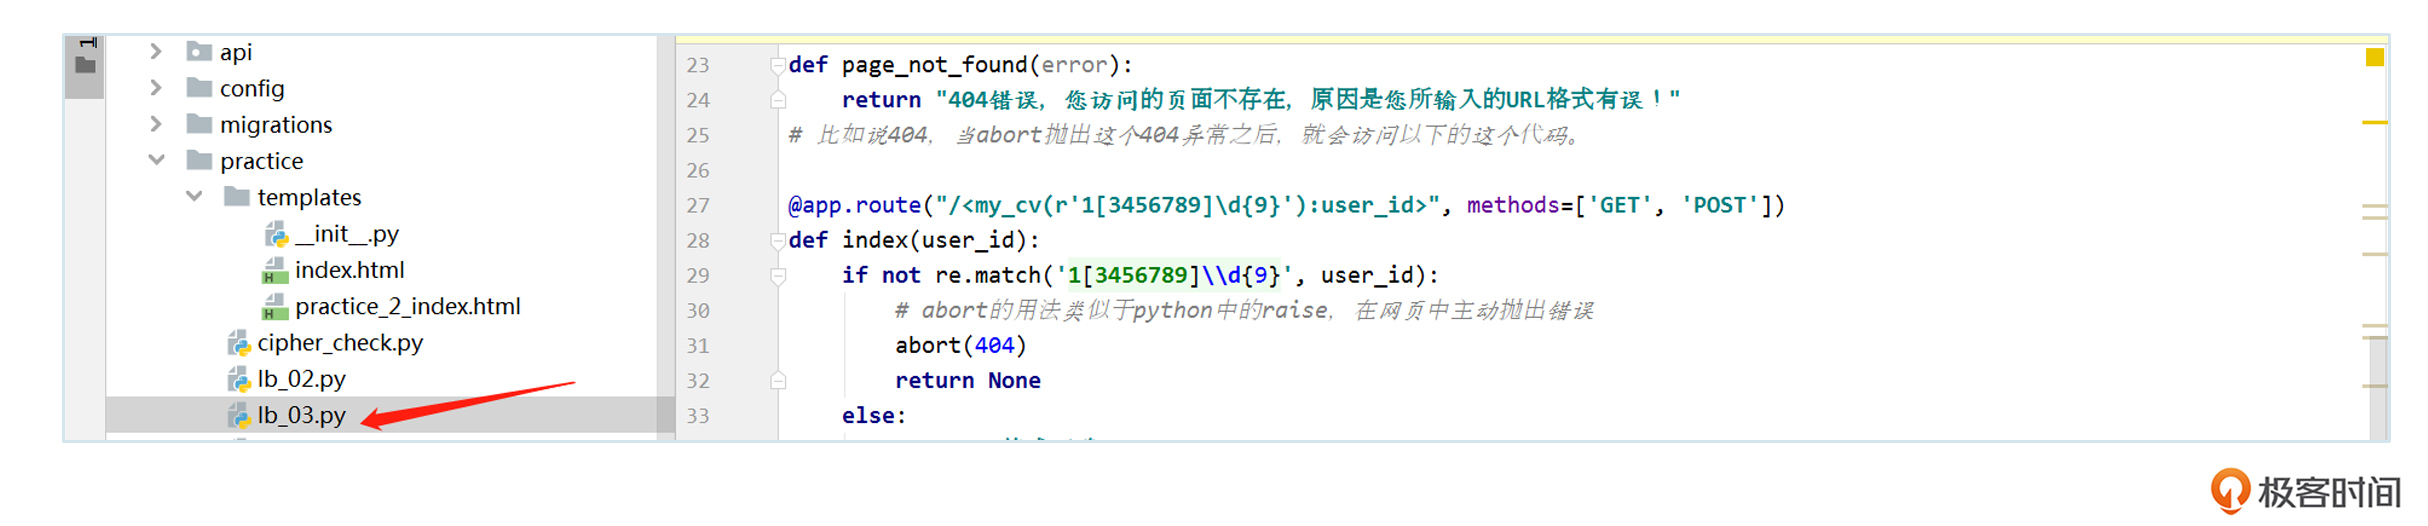 1
api
config
migrations
practice
templates
__init__.py
index.html
practice_2_index.html
cipher_check.py
lb_02.py
lb_03.py
23 def page_not_found(error):
24 return "404错误，您访问的页面不存在，原因是您所输入的URL格式有误！"
25 # 比如说404，当abort抛出这个404异常之后，就会访问以下的这个代码。
26
27 @app.route("/<my_cv(r'1[3456789]\d{9}'):user_id>", methods=['GET', 'POST'])
28 def index(user_id):
29 if not re.match('1[3456789]\\d{9}', user_id):
30 # abort的用法类似于python中的raise，在网页中主动抛出错误
31 abort(404)
32 return None
33 else:
极客时间